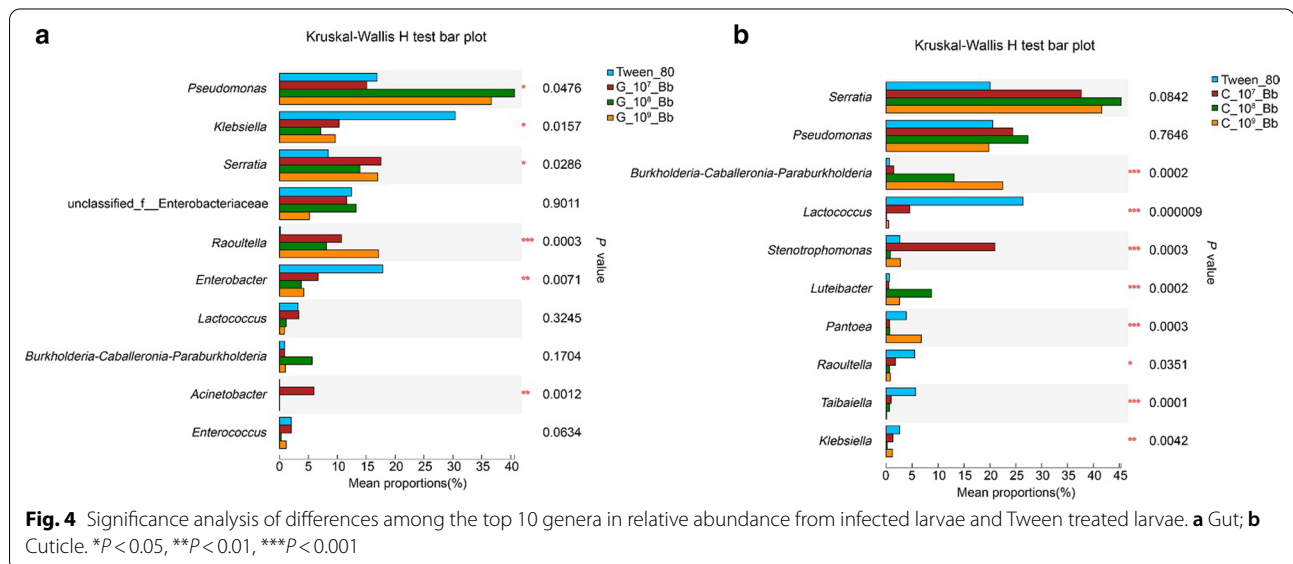 a
Kruskal-Wallis H test bar plot
Tween_80
G_10⁷_Bb
G_10⁸_Bb
G_10⁹_Bb
Pseudomonas * 0.0476
Klebsiella * 0.0157
Serratia * 0.0286
unclassified_f__Enterobacteriaceae 0.9011
Raoultella *** 0.0003
Enterobacter ** 0.0071
Lactococcus 0.3245
Burkholderia-Caballeronia-Paraburkholderia 0.1704
Acinetobacter ** 0.0012
Enterococcus 0.0634
P value
0 5 10 15 20 25 30 35 40
Mean proportions(%)
b
Kruskal-Wallis H test bar plot
Tween_80
C_10⁷_Bb
C_10⁸_Bb
C_10⁹_Bb
Serratia 0.0842
Pseudomonas 0.7646
Burkholderia-Caballeronia-Paraburkholderia *** 0.0002
Lactococcus *** 0.000009
Stenotrophomonas *** 0.0003
Luteibacter *** 0.0002
Pantoea *** 0.0003
Raoultella * 0.0351
Taibaiella *** 0.0001
Klebsiella ** 0.0042
P value
0 5 10 15 20 25 30 35 40 45
Mean proportions(%)
Fig. 4 Significance analysis of differences among the top 10 genera in relative abundance from infected larvae and Tween treated larvae. a Gut; b
Cuticle. *P < 0.05, **P < 0.01, ***P < 0.001